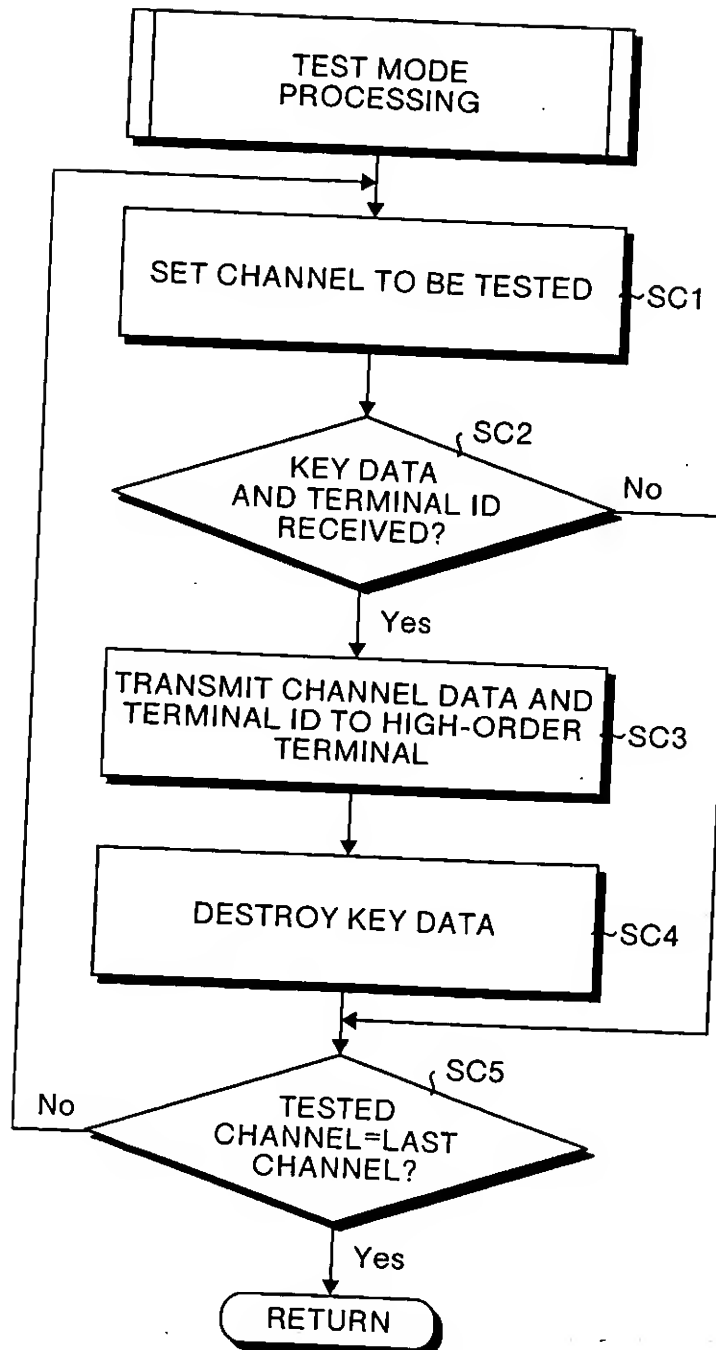 TEST MODE
PROCESSING
SET CHANNEL TO BE TESTED
SC1
SC2
KEY DATA
AND TERMINAL ID
RECEIVED?
No
Yes
TRANSMIT CHANNEL DATA AND
TERMINAL ID TO HIGH-ORDER
TERMINAL
SC3
DESTROY KEY DATA
SC4
SC5
No
TESTED
CHANNEL=LAST
CHANNEL?
Yes
RETURN